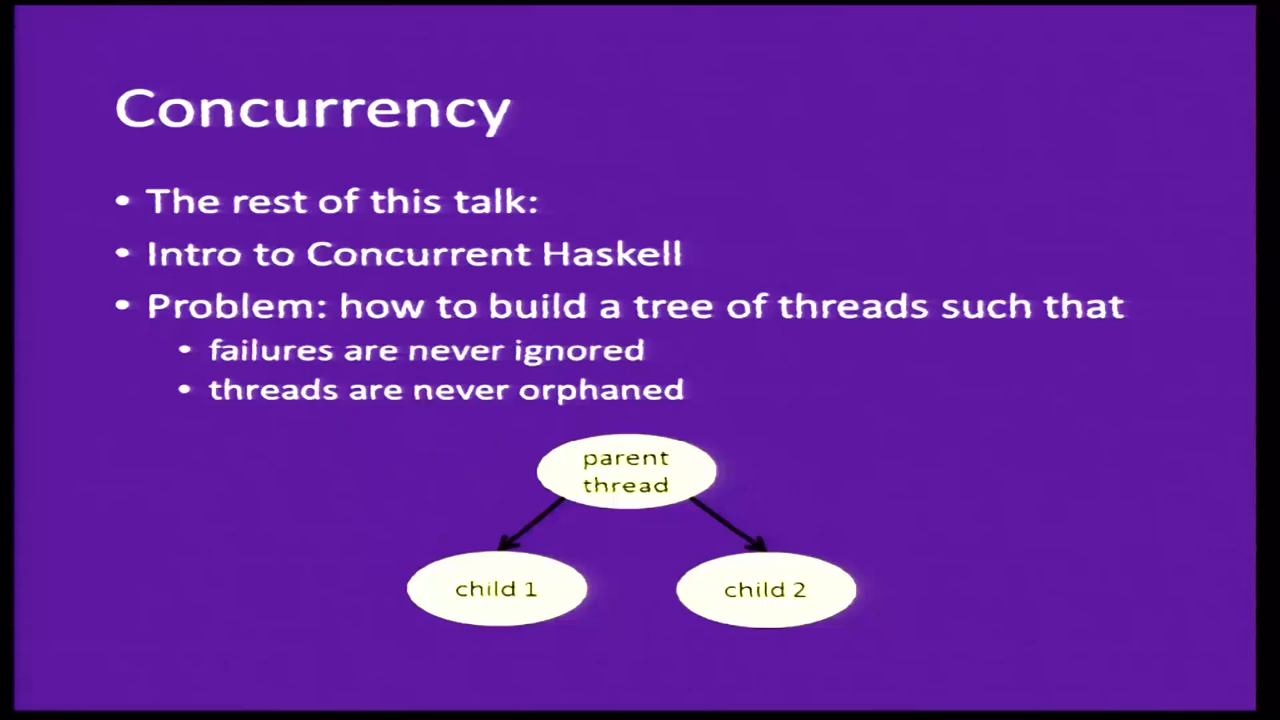 Concurrency
• The rest of this talk:
• Intro to Concurrent Haskell
• Problem: how to build a tree of threads such that
• failures are never ignored
• threads are never orphaned
parent
thread
child 1
child 2